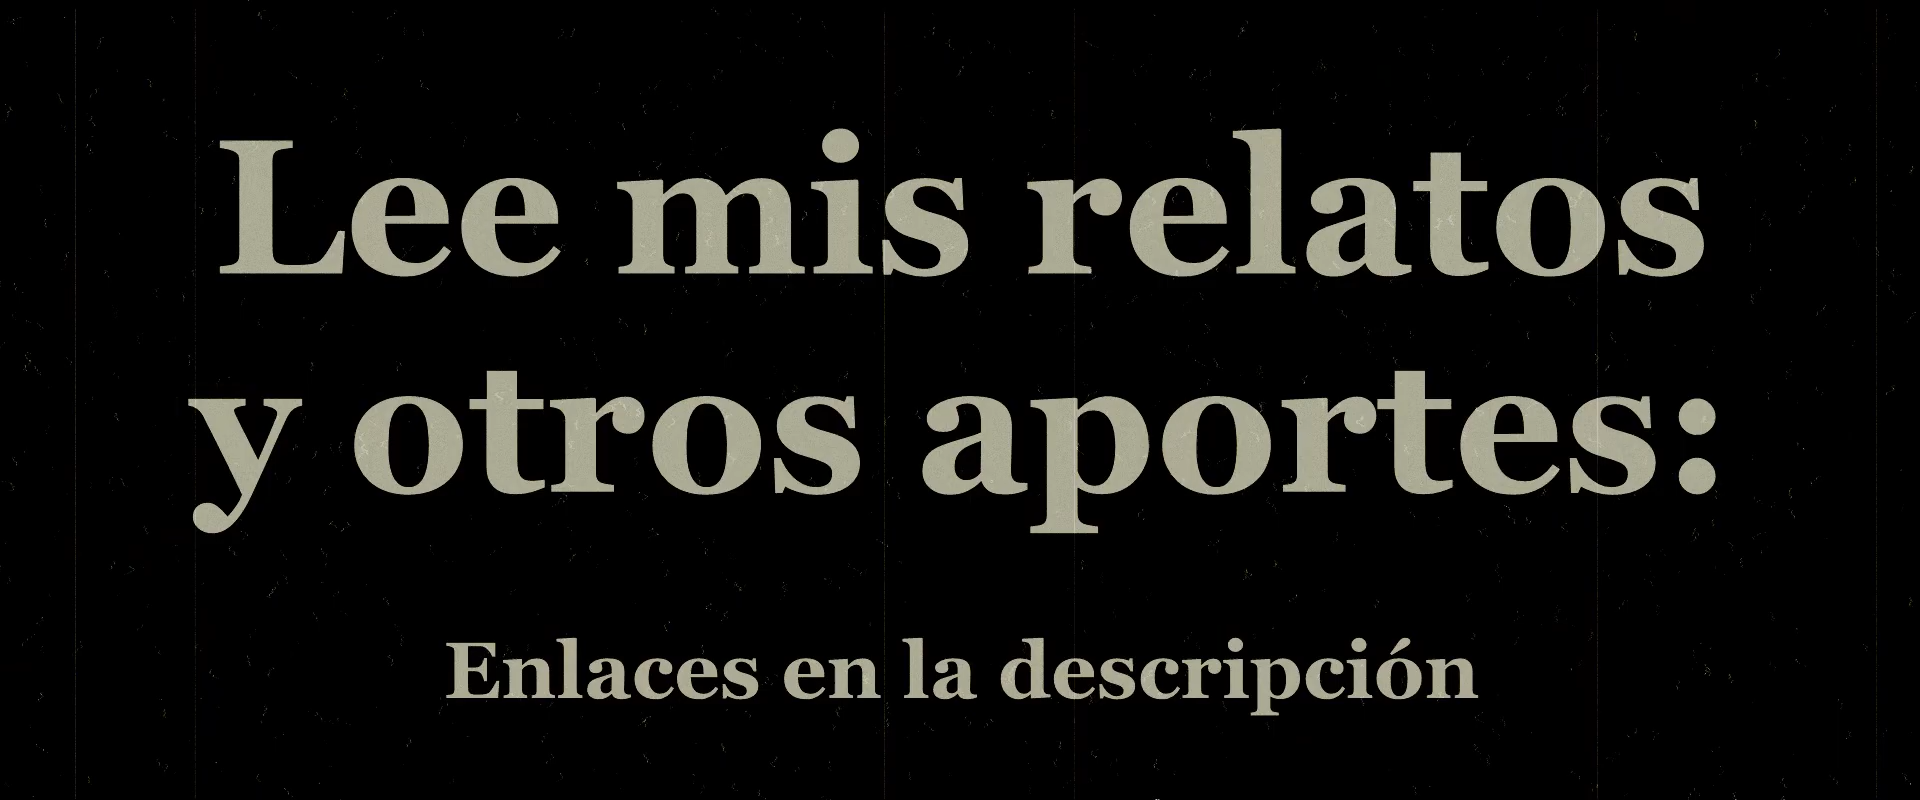 Lee mis relatos
y otros aportes:
Enlaces en la descripción